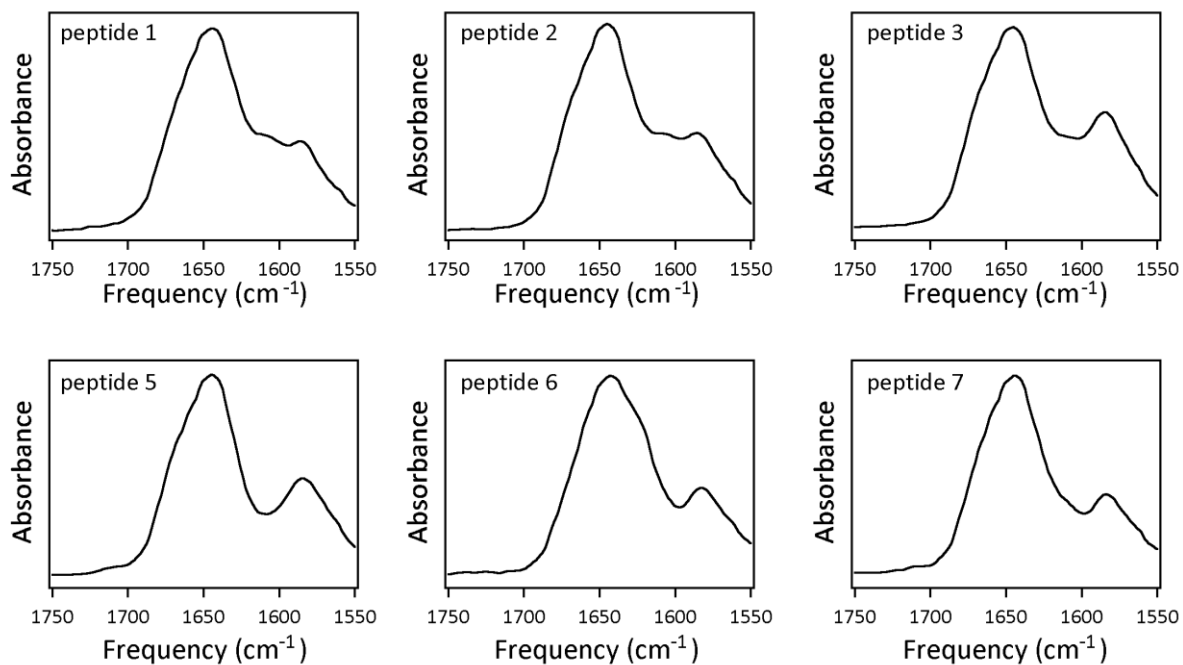 peptide 1
Absorbance
1750 1700 1650 1600 1550
Frequency (cm-1)
peptide 2
Absorbance
1750 1700 1650 1600 1550
Frequency (cm-1)
peptide 3
Absorbance
1750 1700 1650 1600 1550
Frequency (cm-1)
peptide 5
Absorbance
1750 1700 1650 1600 1550
Frequency (cm-1)
peptide 6
Absorbance
1750 1700 1650 1600 1550
Frequency (cm-1)
peptide 7
Absorbance
1750 1700 1650 1600 1550
Frequency (cm-1)